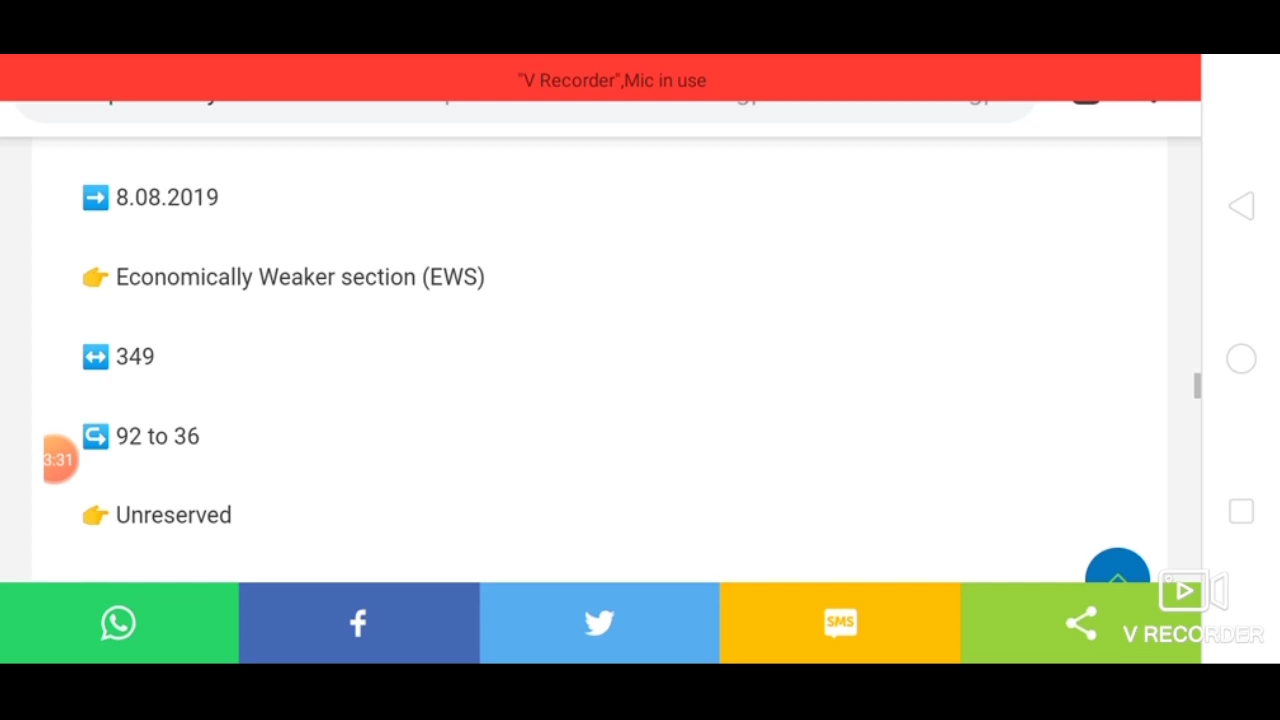 "V Recorder",Mic in use
8.08.2019
Economically Weaker section (EWS)
349
92 to 36
3:31
Unreserved
SMS
V RECORDER